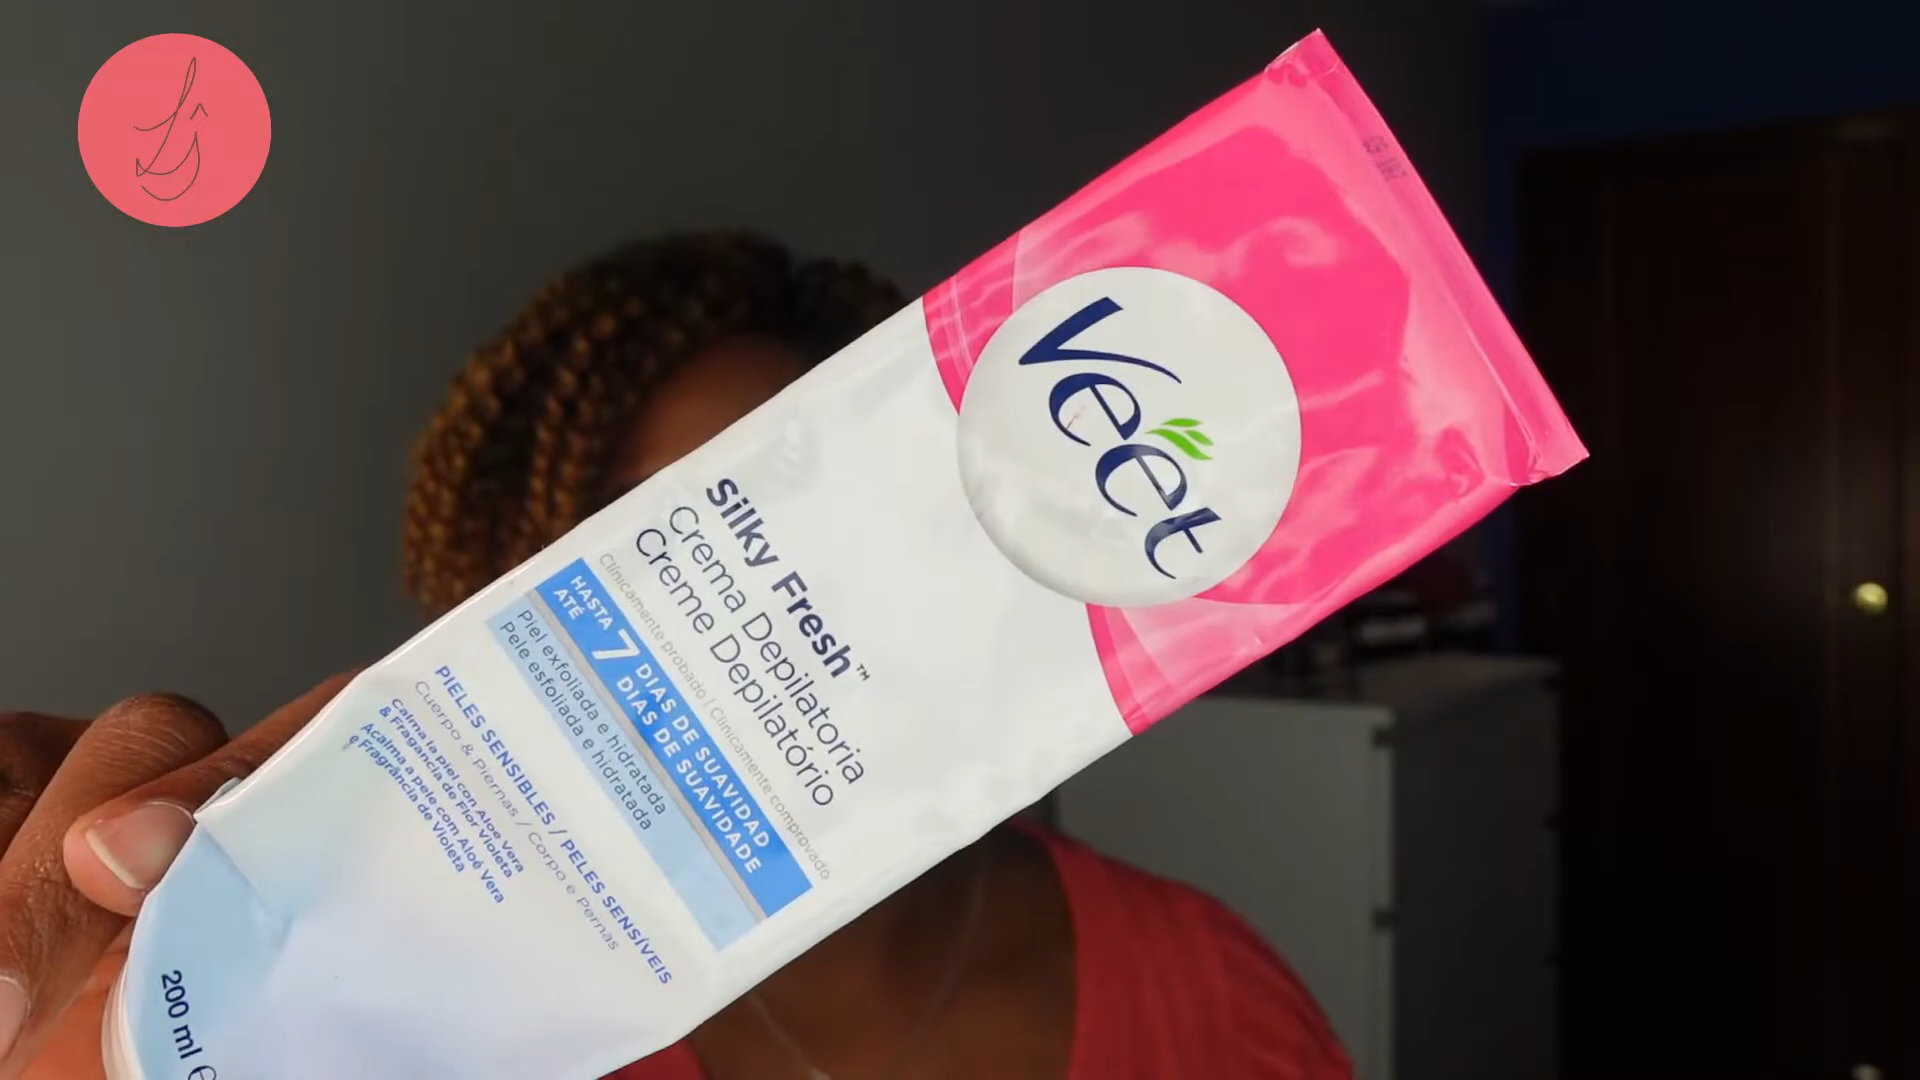 Veet
Silky Fresh™
Crema Depilatoria
Creme Depilatório
Clínicamente probado | Clinicamente comprovado
HASTA
ATÉ
7
DIAS DE SUAVIDAD
DIAS DE SUAVIDADE
Piel exfoliada e hidratada
Pele esfoliada e hidratada
PIELES SENSIBLES / PELES SENSÍVEIS
Cuerpo & Piernas / Corpo e Pernas
Calma la piel con Aloe Vera
& Fragancia de Flor Violeta
Acalma a pele com Aloé Vera
e Fragrância de Violeta
200 ml e